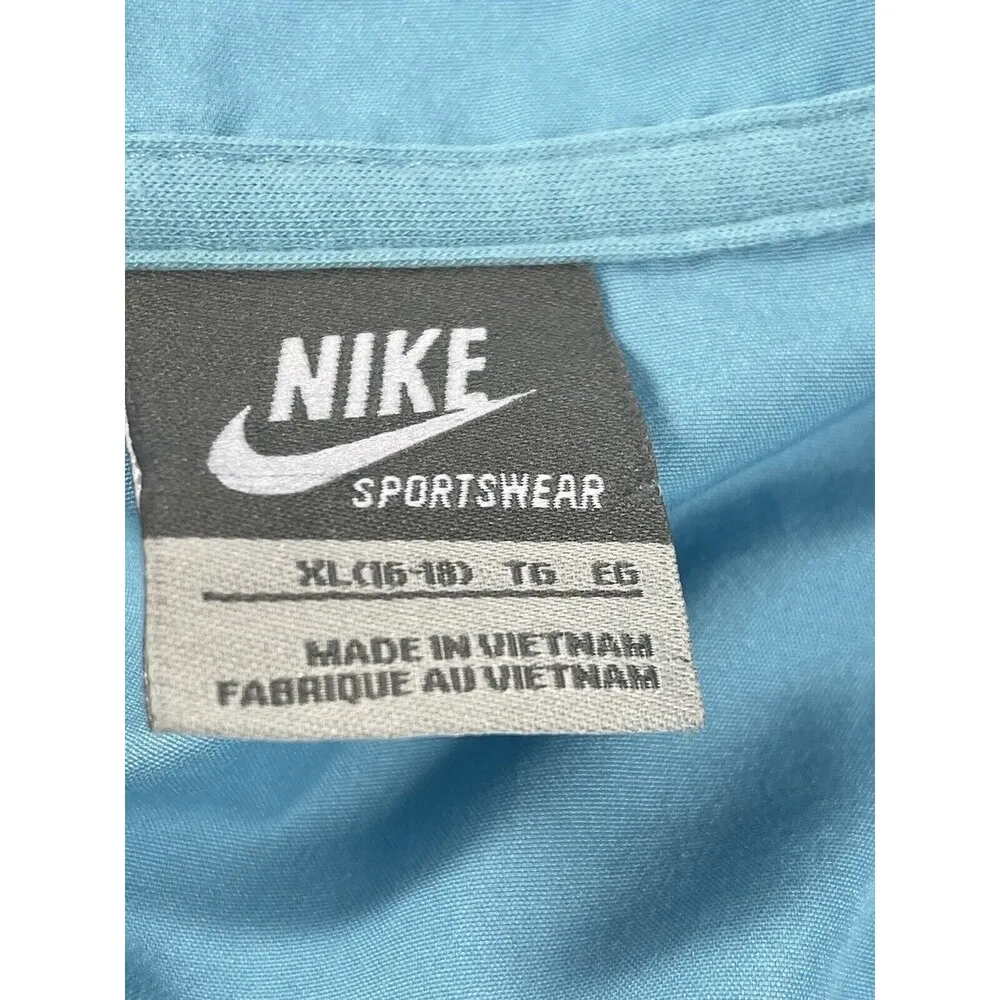 NIKE
SPORTSWEAR
XL(16-18) TG EG
MADE IN VIETNAM
FABRIQUE AU VIETNAM